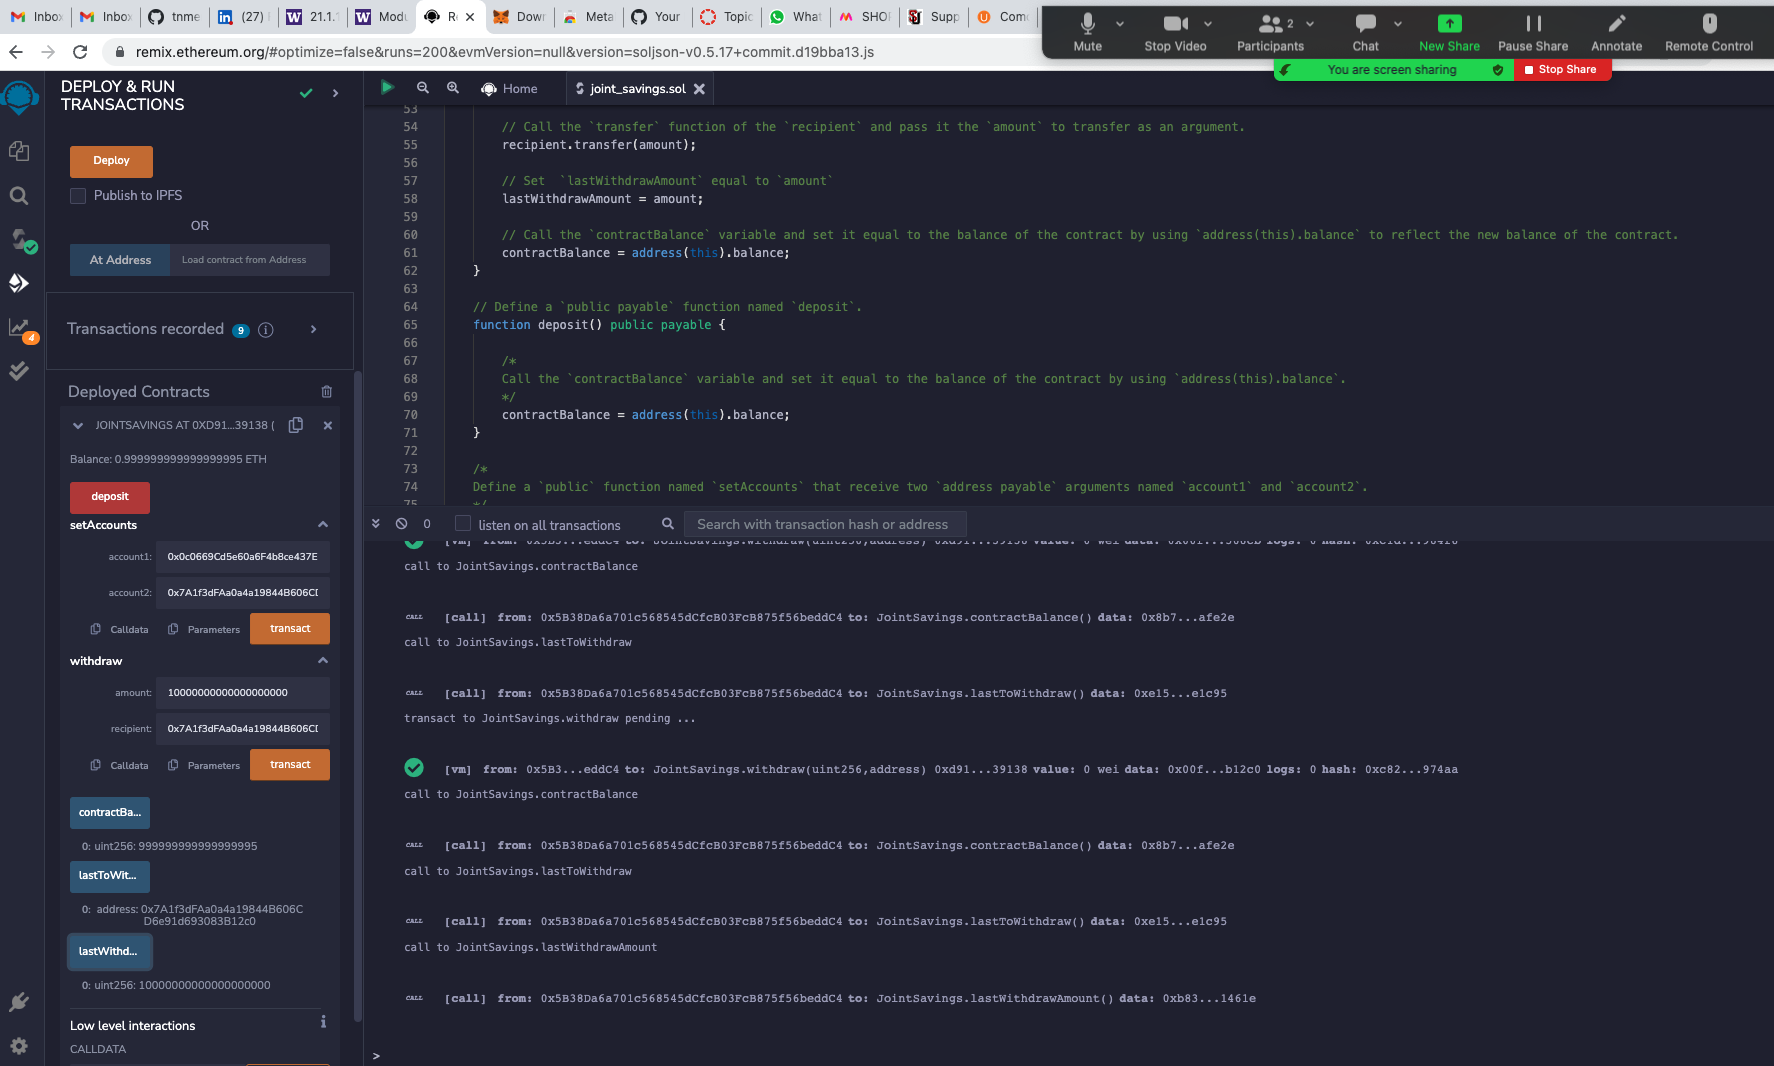 Inbox
Inbox
tnme
(27)
21.1.1
Modu
Re
Down
Meta
Your
Topic
What
SHOP
Supp
Com
remix.ethereum.org/#optimize=false&runs=200&evmVersion=null&version=soljson-v0.5.17+commit.d19bba13.js
Mute
Stop Video
2
Participants
Chat
New Share
Pause Share
Annotate
Remote Control
You are screen sharing
Stop Share
DEPLOY & RUN
TRANSACTIONS
Home
joint_savings.sol
Deploy
Publish to IPFS
OR
At Address
Load contract from Address
Transactions recorded 9
4
Deployed Contracts
JOINTSAVINGS AT 0XD91...39138 (
Balance: 0.999999999999999995 ETH
deposit
setAccounts
account1:
0x0c0669Cd5e60a6F4b8ce437E
account2:
0x7A1f3dFAa0a4a19844B606CD
Calldata
Parameters
transact
withdraw
amount:
10000000000000000000
recipient:
0x7A1f3dFAa0a4a19844B606CD
Calldata
Parameters
transact
contractBa...
0: uint256: 999999999999999995
lastToWit...
0: address: 0x7A1f3dFAa0a4a19844B606C
D6e91d693083B12c0
lastWithd...
0: uint256: 10000000000000000000
Low level interactions
CALLDATA
53
54 // Call the `transfer` function of the `recipient` and pass it the `amount` to transfer as an argument.
55 recipient.transfer(amount);
56
57 // Set  `lastWithdrawAmount` equal to `amount`
58 lastWithdrawAmount = amount;
59
60 // Call the `contractBalance` variable and set it equal to the balance of the contract by using `address(this).balance` to reflect the new balance of the contract.
61 contractBalance = address(this).balance;
62 }
63
64 // Define a `public payable` function named `deposit`.
65 function deposit() public payable {
66
67 /*
68 Call the `contractBalance` variable and set it equal to the balance of the contract by using `address(this).balance`.
69 */
70 contractBalance = address(this).balance;
71 }
72
73 /*
74 Define a `public` function named `setAccounts` that receive two `address payable` arguments named `account1` and `account2`.
75 */
0
listen on all transactions
Search with transaction hash or address
call to JointSavings.contractBalance
CALL [call] from: 0x5B38Da6a701c568545dCfcB03FcB875f56beddC4 to: JointSavings.contractBalance() data: 0x8b7...afe2e
call to JointSavings.lastToWithdraw
CALL [call] from: 0x5B38Da6a701c568545dCfcB03FcB875f56beddC4 to: JointSavings.lastToWithdraw() data: 0xe15...e1c95
transact to JointSavings.withdraw pending ...
[vm] from: 0x5B3...eddC4 to: JointSavings.withdraw(uint256,address) 0xd91...39138 value: 0 wei data: 0x00f...b12c0 logs: 0 hash: 0xc82...974aa
call to JointSavings.contractBalance
CALL [call] from: 0x5B38Da6a701c568545dCfcB03FcB875f56beddC4 to: JointSavings.contractBalance() data: 0x8b7...afe2e
call to JointSavings.lastToWithdraw
CALL [call] from: 0x5B38Da6a701c568545dCfcB03FcB875f56beddC4 to: JointSavings.lastToWithdraw() data: 0xe15...e1c95
call to JointSavings.lastWithdrawAmount
CALL [call] from: 0x5B38Da6a701c568545dCfcB03FcB875f56beddC4 to: JointSavings.lastWithdrawAmount() data: 0xb83...1461e
>